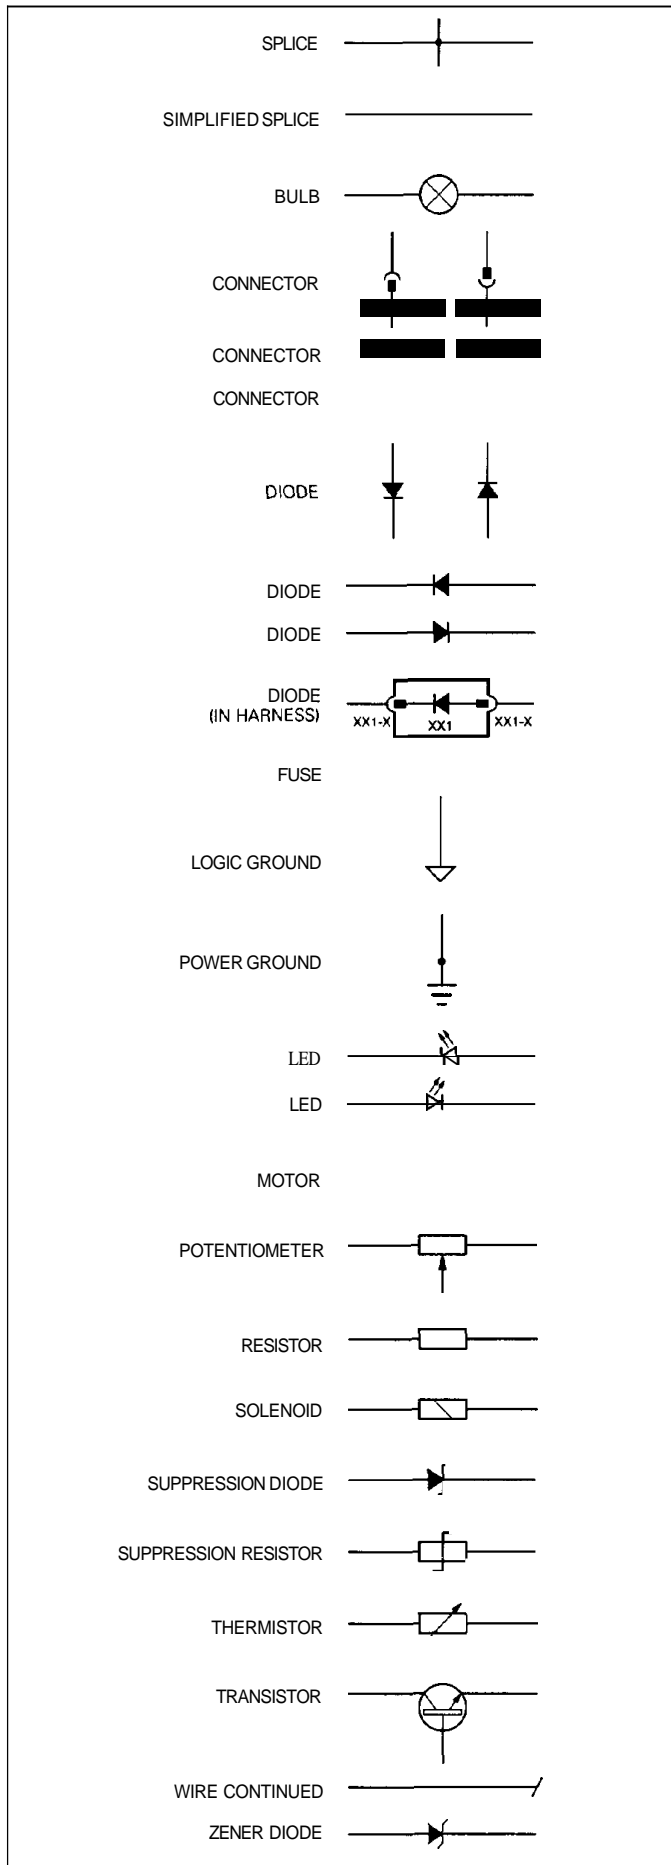 SPLICE
SIMPLIFIED SPLICE
BULB
CONNECTOR
CONNECTOR
CONNECTOR
DIODE
DIODE
DIODE
DIODE
(IN HARNESS)
XX1-X XX1 XX1-X
FUSE
LOGIC GROUND
POWER GROUND
LED
LED
MOTOR
POTENTIOMETER
RESISTOR
SOLENOID
SUPPRESSION DIODE
SUPPRESSION RESISTOR
THERMISTOR
TRANSISTOR
WIRE CONTINUED
ZENER DIODE